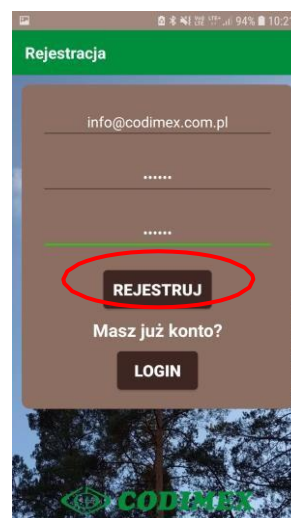 94% 10:2
Rejestracja
info@codimex.com.pl
......
......
REJESTRUJ
Masz już konto?
LOGIN
CODIMEX